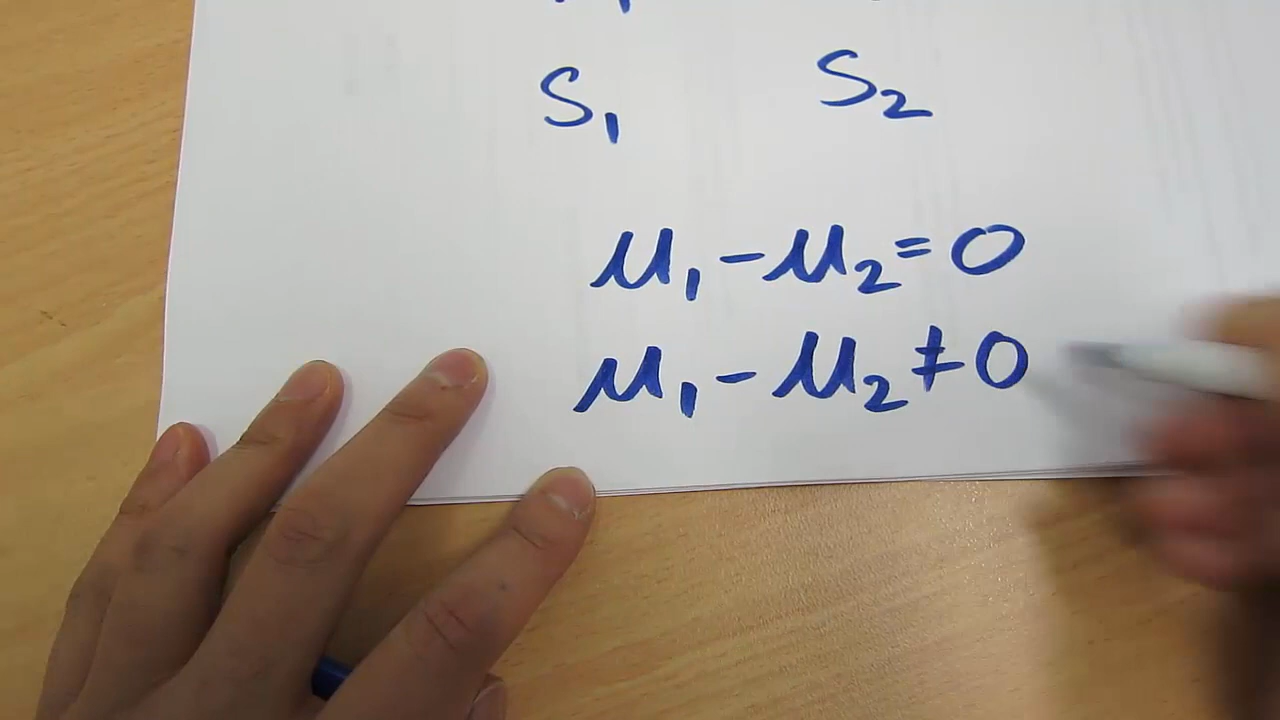 S₁ S₂
μ₁ - μ₂ = 0
μ₁ - μ₂ ≠ 0